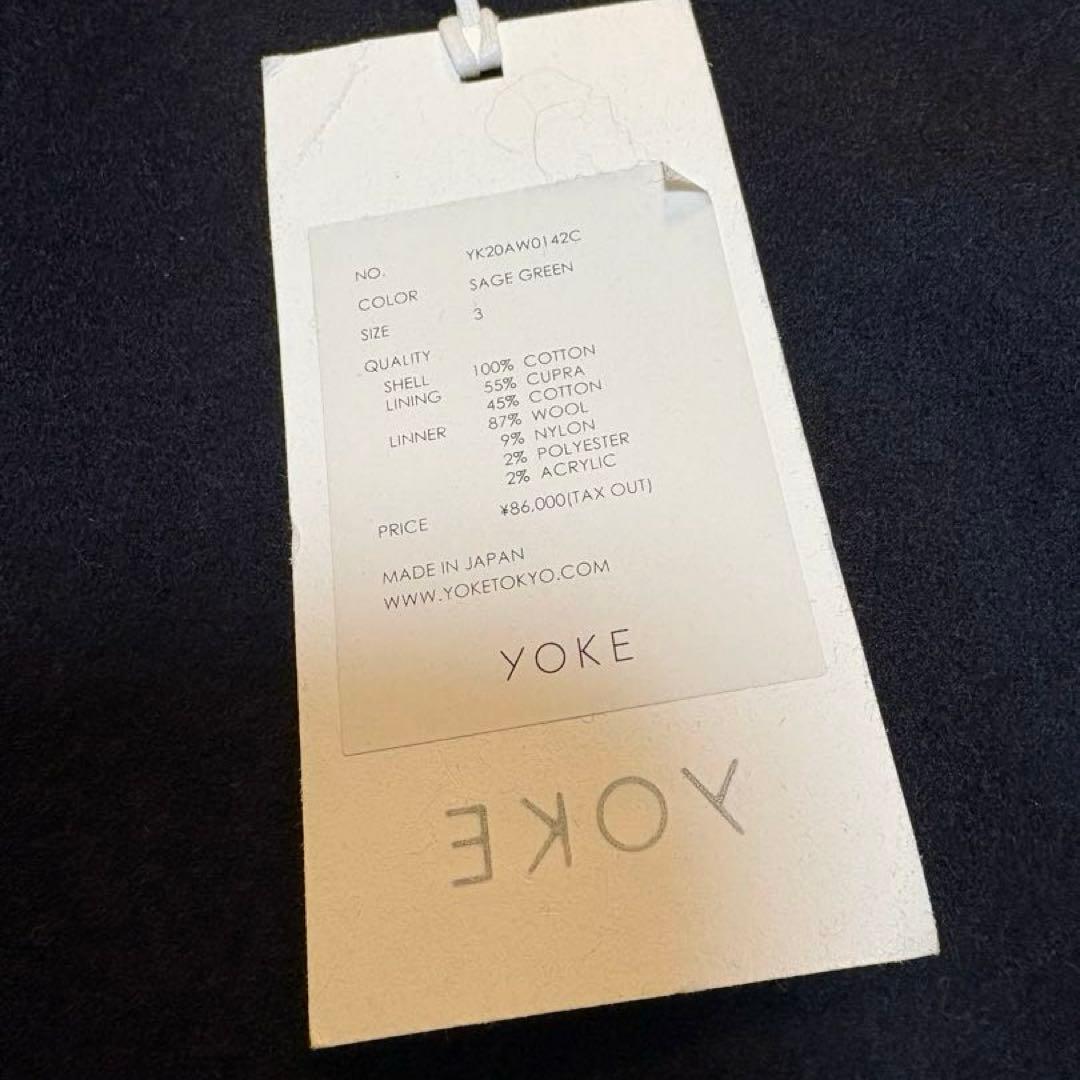 NO. YK20AW0142C
COLOR SAGE GREEN
SIZE 3
QUALITY
SHELL 100% COTTON
LINING 55% CUPRA
45% COTTON
LINNER 87% WOOL
9% NYLON
2% POLYESTER
2% ACRYLIC
PRICE ¥86,000(TAX OUT)
MADE IN JAPAN
WWW.YOKETOKYO.COM
YOKE
YOKE